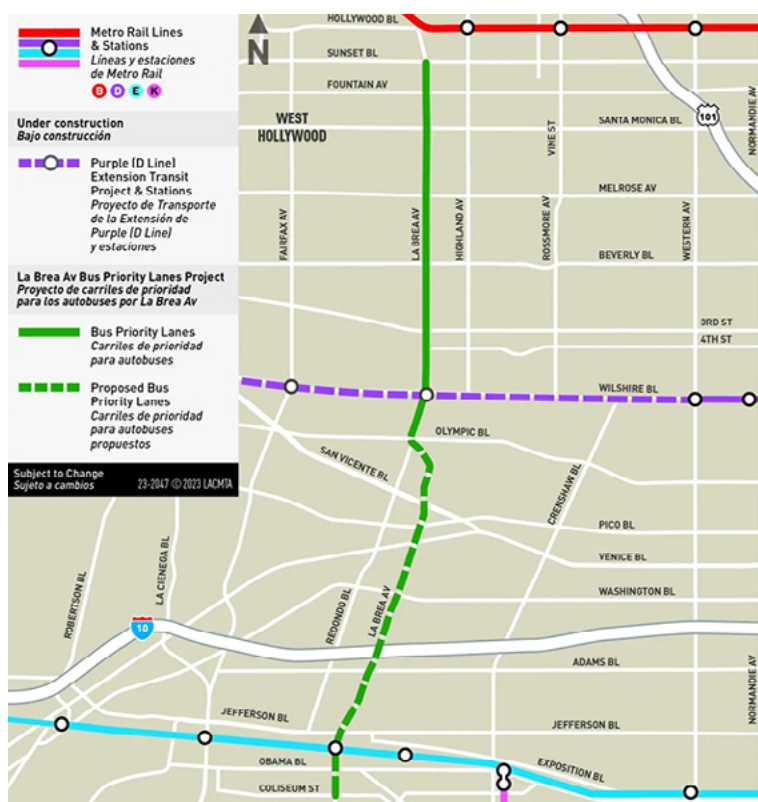 Metro Rail Lines
& Stations
Líneas y estaciones
de Metro Rail
B D E K
Under construction
Bajo construcción
Purple (D Line)
Extension Transit
Project & Stations
Proyecto de Transporte
de la Extensión de
Purple (D Line)
y estaciones
La Brea Av Bus Priority Lanes Project
Proyecto de carriles de prioridad
para los autobuses por La Brea Av
Bus Priority Lanes
Carriles de prioridad
para autobuses
Proposed Bus
Priority Lanes
Carriles de prioridad
para autobuses
propuestos
Subject to Change
Sujeto a cambios
23-2047 © 2023 LACMTA
N
HOLLYWOOD BL
SUNSET BL
FOUNTAIN AV
WEST
HOLLYWOOD
SANTA MONICA BL
101
NORMANDIE AV
VINE ST
MELROSE AV
FAIRFAX AV
LA BREA AV
HIGHLAND AV
ROSSMORE AV
WESTERN AV
BEVERLY BL
3RD ST
4TH ST
WILSHIRE BL
OLYMPIC BL
SAN VICENTE BL
CRENSHAW BL
PICO BL
VENICE BL
WASHINGTON BL
ROBERTSON BL
LA CIENEGA BL
REDONDO BL
LA BREA AV
10
ADAMS BL
NORMANDIE AV
JEFFERSON BL
JEFFERSON BL
OBAMA BL
EXPOSITION BL
COLISEUM ST